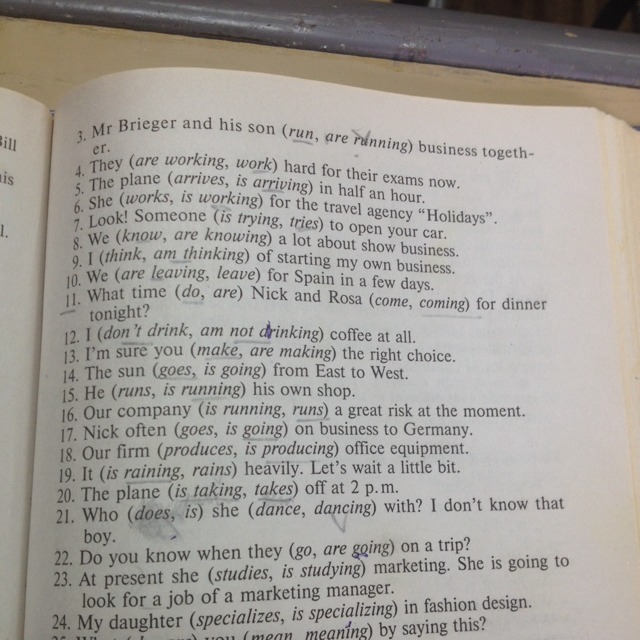 3. Mr Brieger and his son (run, are running) business togeth-
er.
4. They (are working, work) hard for their exams now.
5. The plane (arrives, is arriving) in half an hour.
6. She (works, is working) for the travel agency “Holidays”.
7. Look! Someone (is trying, tries) to open your car.
8. We (know, are knowing) a lot about show business.
9. I (think, am thinking) of starting my own business.
10. We (are leaving, leave) for Spain in a few days.
11. What time (do, are) Nick and Rosa (come, coming) for dinner
tonight?
12. I (don’t drink, am not drinking) coffee at all.
13. I’m sure you (make, are making) the right choice.
14. The sun (goes, is going) from East to West.
15. He (runs, is running) his own shop.
16. Our company (is running, runs) a great risk at the moment.
17. Nick often (goes, is going) on business to Germany.
18. Our firm (produces, is producing) office equipment.
19. It (is raining, rains) heavily. Let’s wait a little bit.
20. The plane (is taking, takes) off at 2 p.m.
21. Who (does, is) she (dance, dancing) with? I don’t know that
boy.
22. Do you know when they (go, are going) on a trip?
23. At present she (studies, is studying) marketing. She is going to
look for a job of a marketing manager.
24. My daughter (specializes, is specializing) in fashion design.
you (mean, meaning) by saying this?